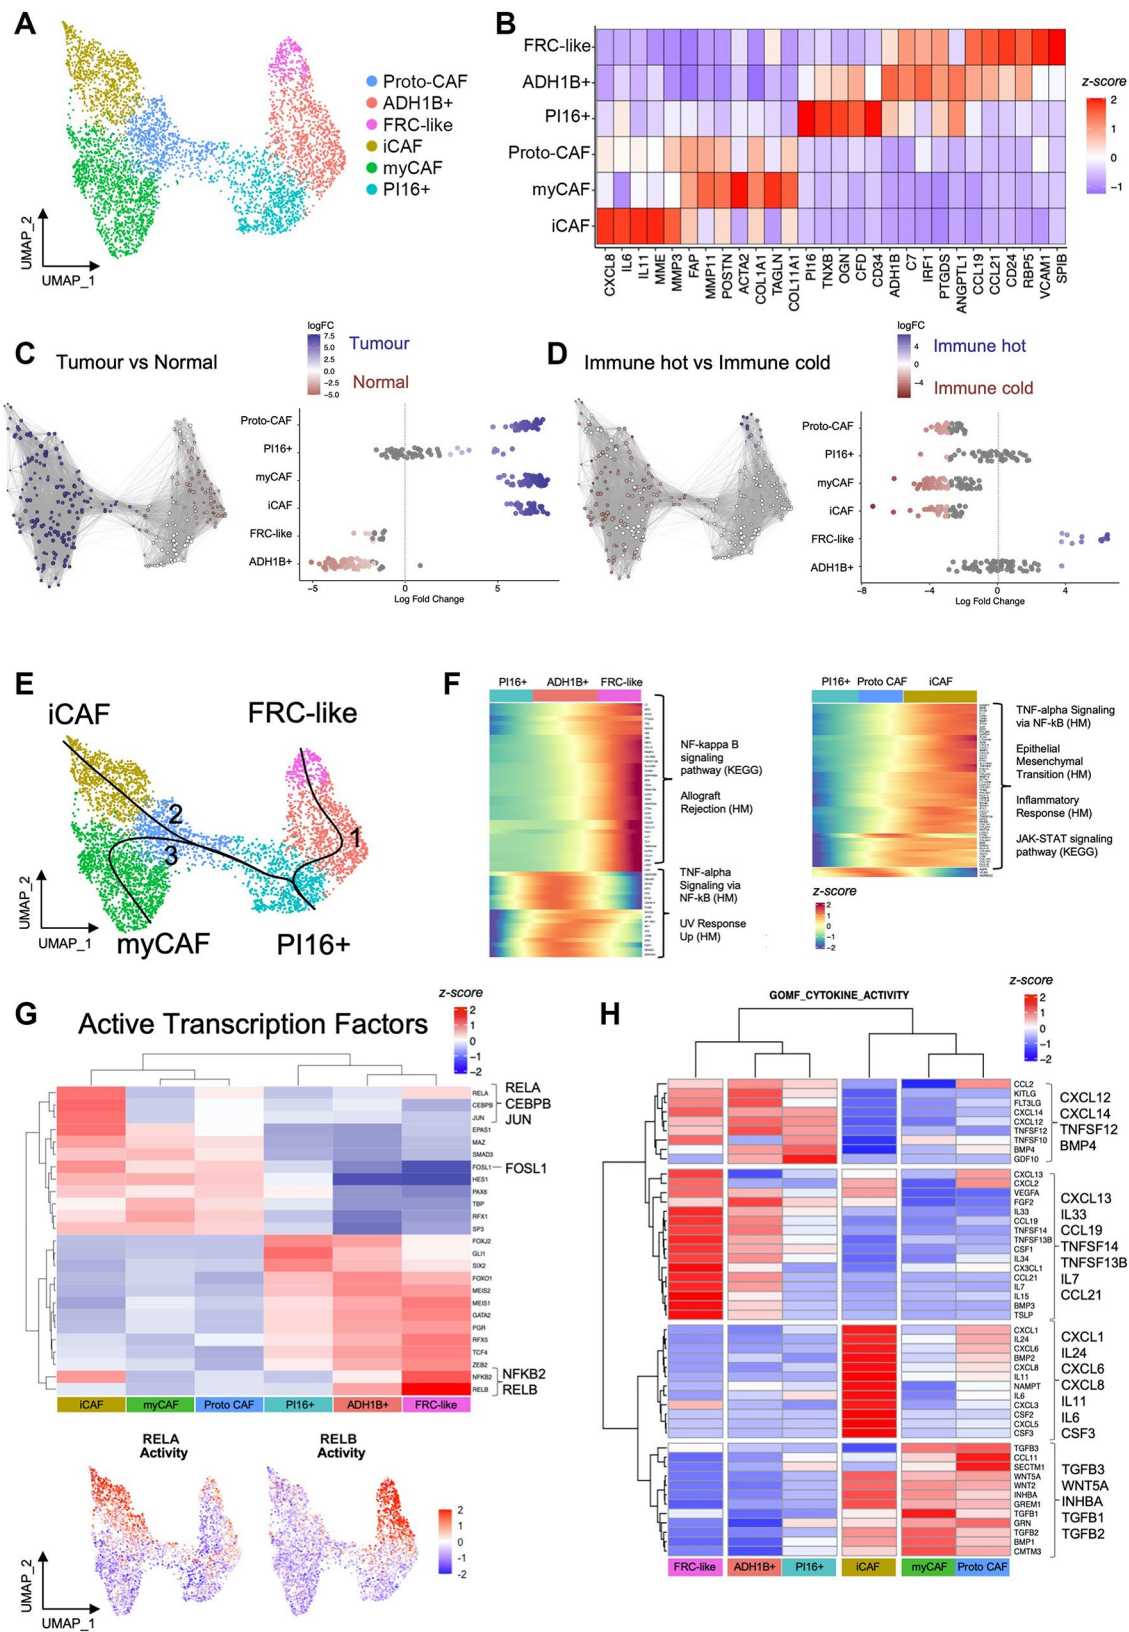 A
Proto-CAF
ADH1B+
FRC-like
iCAF
myCAF
PI16+
UMAP_2
UMAP_1
B
FRC-like
ADH1B+
PI16+
Proto-CAF
myCAF
iCAF
CXCL8
IL6
IL11
MME
MMP3
FAP
MMP11
POSTN
ACTA2
COL1A1
TAGLN
COL11A1
PI16
TNXB
OGN
CFD
CD34
ADH1B
C7
IRF1
PTGDS
ANGPTL1
CCL19
CCL21
CD24
RBP5
VCAM1
SPIB
z-score
2
1
0
−1
C
Tumour vs Normal
logFC
7.5
5.0
2.5
0.0
−2.5
−5.0
Tumour
Normal
Proto-CAF
PI16+
myCAF
iCAF
FRC-like
ADH1B+
−5
0
5
Log Fold Change
D
Immune hot vs Immune cold
logFC
4
0
−4
Immune hot
Immune cold
Proto-CAF
PI16+
myCAF
iCAF
FRC-like
ADH1B+
−8
−4
0
4
Log Fold Change
E
iCAF
FRC-like
2
3
1
myCAF
PI16+
UMAP_2
UMAP_1
F
PI16+
ADH1B+
FRC-like
NF-kappa B
signaling
pathway (KEGG)
Allograft
Rejection (HM)
TNF-alpha
Signaling via
NF-kB (HM)
UV Response
Up (HM)
PI16+
Proto CAF
iCAF
TNF-alpha Signaling
via NF-kB (HM)
Epithelial
Mesenchymal
Transition (HM)
Inflammatory
Response (HM)
JAK-STAT signaling
pathway (KEGG)
z-score
2
1
0
−1
−2
G
Active Transcription Factors
z-score
2
1
0
−1
−2
RELA
CEBPB
JUN
EPAS1
MAZ
SMAD3
FOSL1
HES1
PAX6
TBP
RFX1
SP3
FOXJ2
GLI1
SIX2
FOXO1
MEIS2
MEIS1
GATA2
PGR
RFX5
TCF4
ZEB2
NFKB2
RELB
RELA
CEBPB
JUN
FOSL1
NFKB2
RELB
iCAF
myCAF
Proto CAF
PI16+
ADH1B+
FRC-like
RELA
Activity
RELB
Activity
2
1
0
-1
-2
UMAP_2
UMAP_1
H
GOMF_CYTOKINE_ACTIVITY
z-score
2
1
0
−1
−2
CCL2
KITLG
FLT3LG
CXCL14
CXCL12
TNFSF12
TNFSF10
BMP4
GDF10
CXCL12
CXCL14
TNFSF12
BMP4
CXCL13
CXCL2
VEGFA
FGF2
IL33
CCL19
TNFSF14
TNFSF13B
CSF1
IL34
CX3CL1
CCL21
IL7
IL15
BMP3
TSLP
CXCL13
IL33
CCL19
TNFSF14
TNFSF13B
IL7
CCL21
CXCL1
IL24
CXCL6
BMP2
CXCL8
IL11
NAMPT
IL6
CXCL3
CSF2
CXCL5
CSF3
CXCL1
IL24
CXCL6
CXCL8
IL11
IL6
CSF3
TGFB3
CCL11
SECTM1
WNT5A
WNT2
INHBA
GREM1
TGFB1
GRN
TGFB2
BMP1
CMTM3
TGFB3
WNT5A
INHBA
TGFB1
TGFB2
FRC-like
ADH1B+
PI16+
iCAF
myCAF
Proto CAF